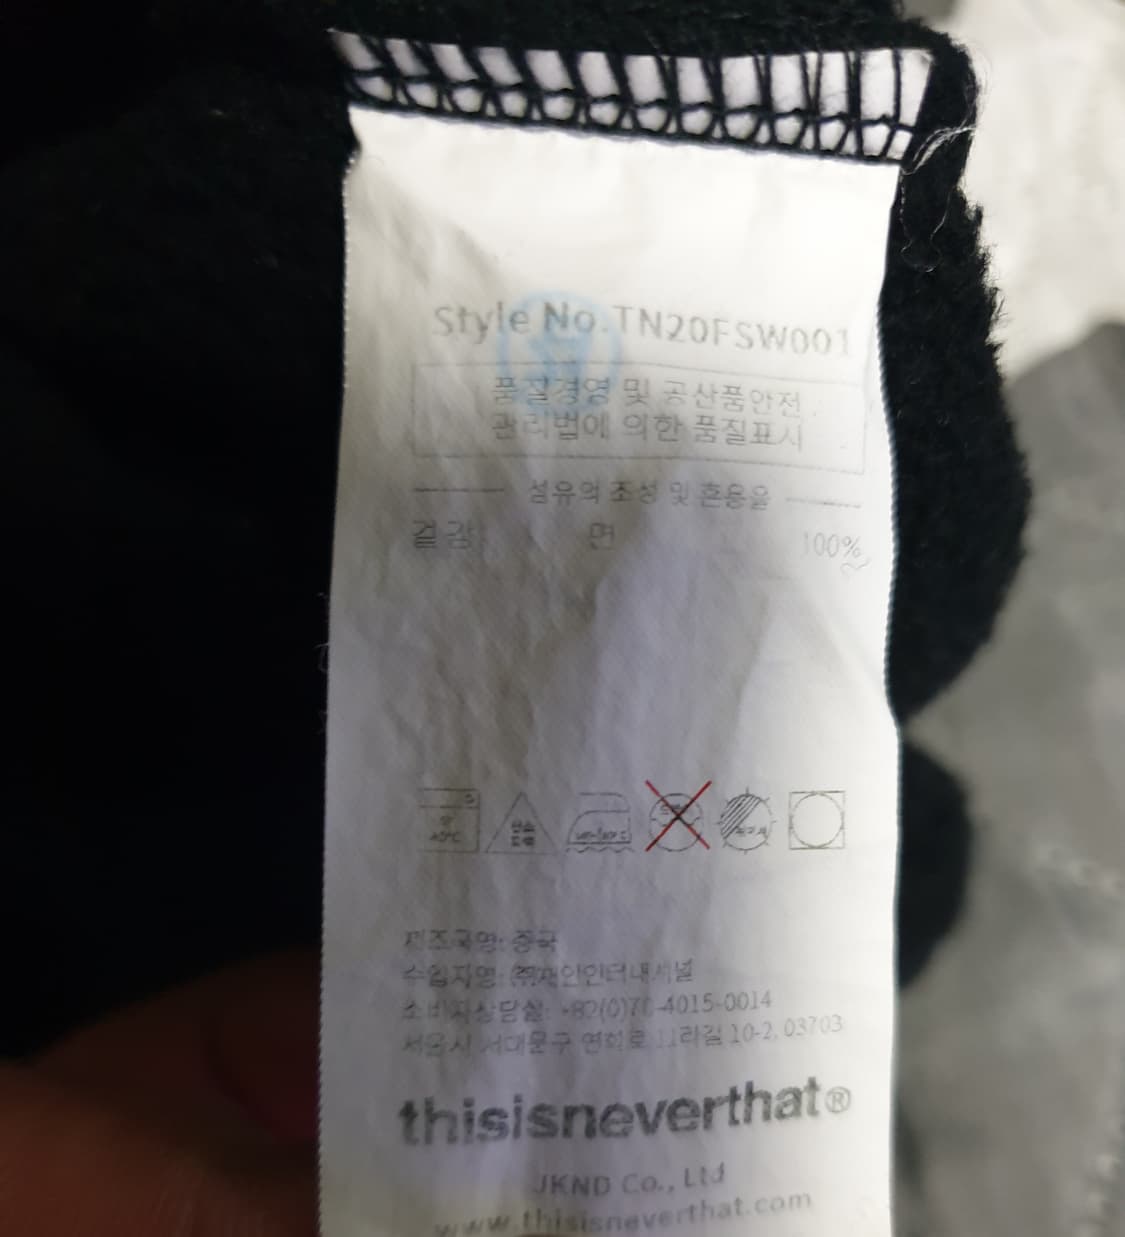 Style No.TN20FSW001
품질경영 및 공산품안전
관리법에 의한 품질표시
섬유의 조성 및 혼용율
겉감: 면 100%
제조국명: 중국
수입자명: ㈜제이인터내셔널
소비자상담실: +82(0)70-4015-0014
서울시 서대문구 연희로 11라길 10-2, 03703
thisisneverthat®
JKND Co., Ltd
www.thisisneverthat.com